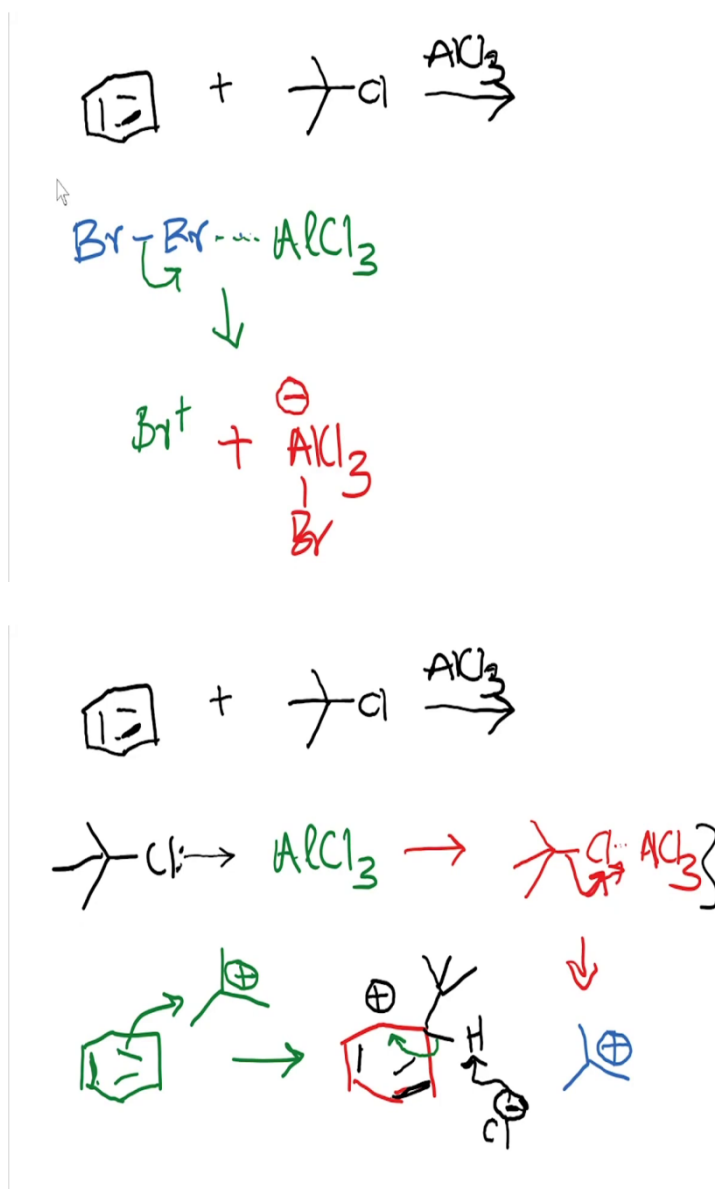 + Cl AlCl3
Br - Br ---- AlCl3
Br+ + AlCl3
Br
+ Cl AlCl3
Cl: AlCl3 Cl: AlCl3
H
Cl